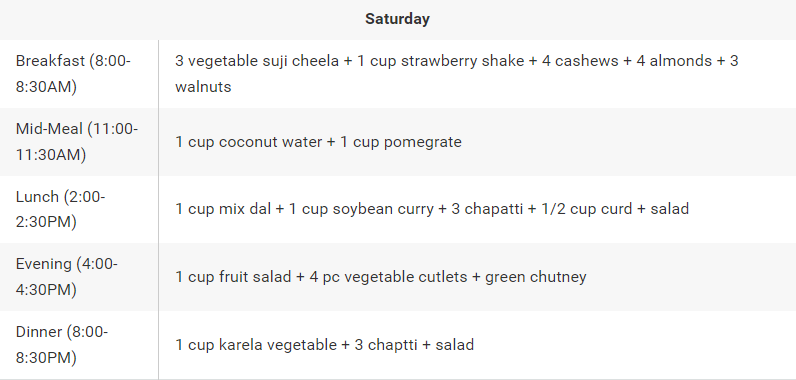 Saturday
Breakfast (8:00-
8:30AM)
3 vegetable suji cheela + 1 cup strawberry shake + 4 cashews + 4 almonds + 3
walnuts
Mid-Meal (11:00-
11:30AM)
1 cup coconut water + 1 cup pomegrate
Lunch (2:00-
2:30PM)
1 cup mix dal + 1 cup soybean curry + 3 chapatti + 1/2 cup curd + salad
Evening (4:00-
4:30PM)
1 cup fruit salad + 4 pc vegetable cutlets + green chutney
Dinner (8:00-
8:30PM)
1 cup karela vegetable + 3 chaptti + salad